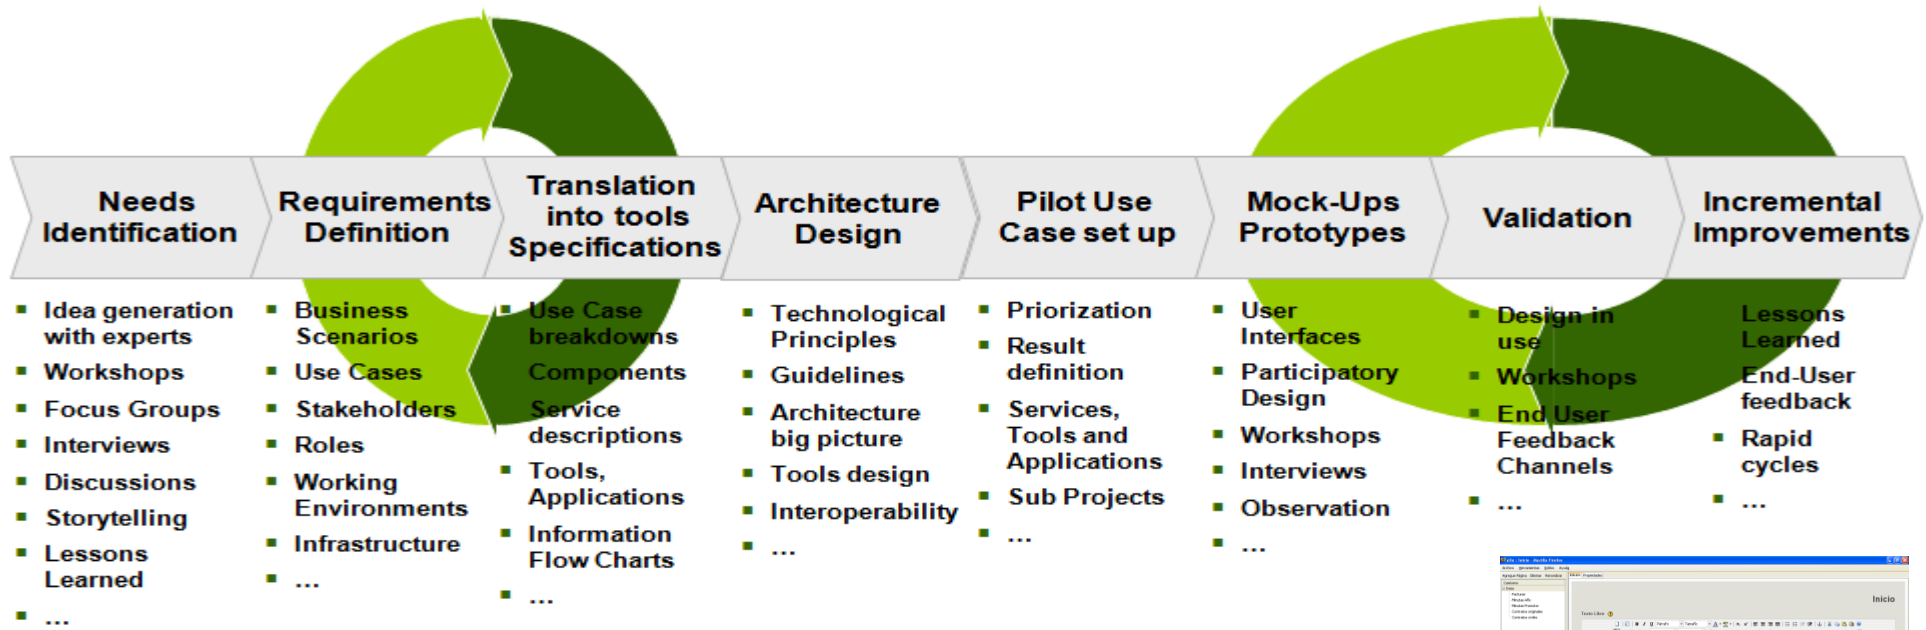 Needs
Identification
Requirements
Definition
Translation
into tools
Specifications
Architecture
Design
Pilot Use
Case set up
Mock-Ups
Prototypes
Validation
Incremental
Improvements
Idea generation
with experts
Workshops
Focus Groups
Interviews
Discussions
Storytelling
Lessons
Learned
...
Business
Scenarios
Use Cases
Stakeholders
Roles
Working
Environments
Infrastructure
...
Use Case
breakdowns
Components
Service
descriptions
Tools,
Applications
Information
Flow Charts
...
Technological
Principles
Guidelines
Architecture
big picture
Tools design
Interoperability
...
Priorization
Result
definition
Services,
Tools and
Applications
Sub Projects
...
User
Interfaces
Participatory
Design
Workshops
Interviews
Observation
...
Design in
use
Workshops
End User
Feedback
Channels
...
Lessons
Learned
End-User
feedback
Rapid
cycles
...
Inicio
Texto Libre